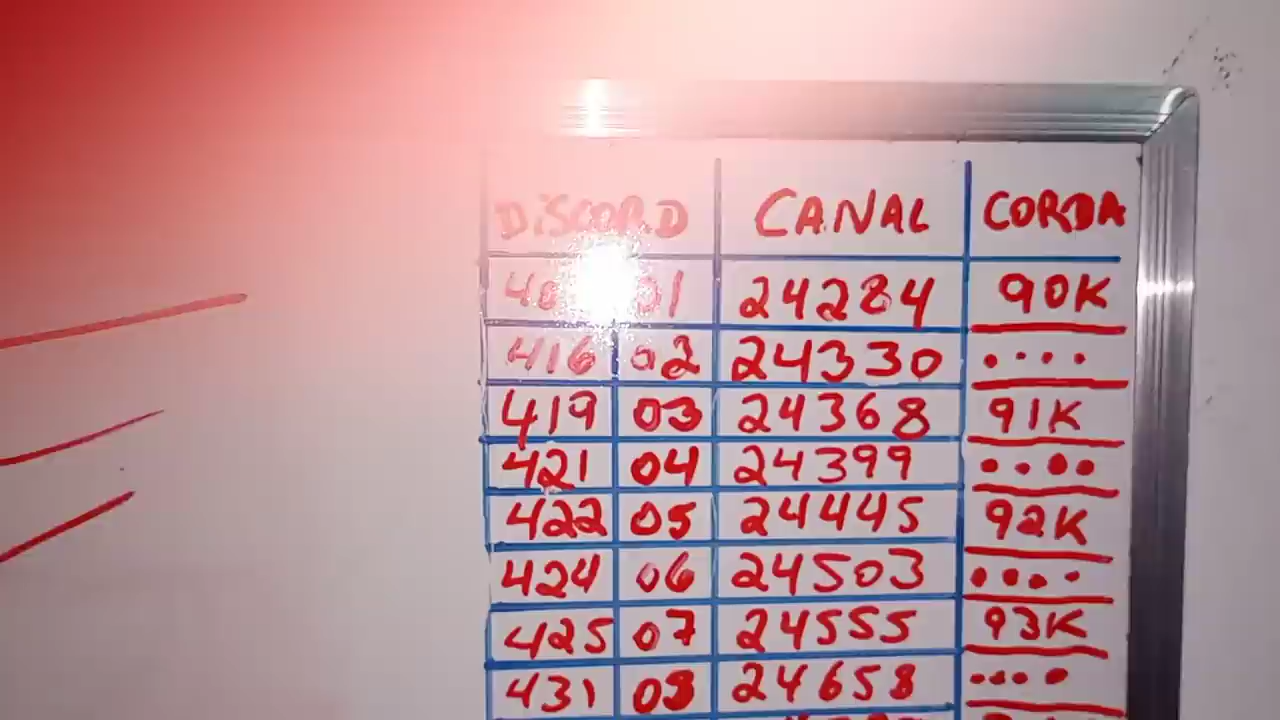 DISCORD CANAL CORDA
01 24284 90K
416 02 24330 ....
419 03 24368 91K
421 04 24399 ....
422 05 24445 92K
424 06 24503 ....
425 07 24555 93K
431 08 24658 ....